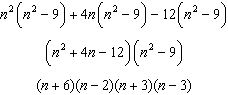 n²(n² − 9) + 4n(n² − 9) − 12(n² − 9)
(n² + 4n − 12)(n² − 9)
(n + 6)(n − 2)(n + 3)(n − 3)